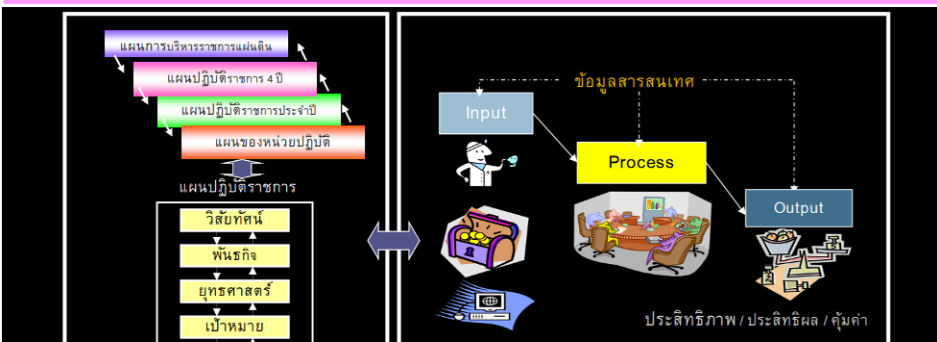 แผนการบริหารราชการแผ่นดิน
แผนปฏิบัติราชการ 4 ปี
แผนปฏิบัติราชการประจำปี
แผนของหน่วยปฏิบัติ
แผนปฏิบัติราชการ
วิสัยทัศน์
พันธกิจ
ยุทธศาสตร์
เป้าหมาย
ข้อมูลสารสนเทศ
Input
Process
Output
ประสิทธิภาพ / ประสิทธิผล / คุ้มค่า